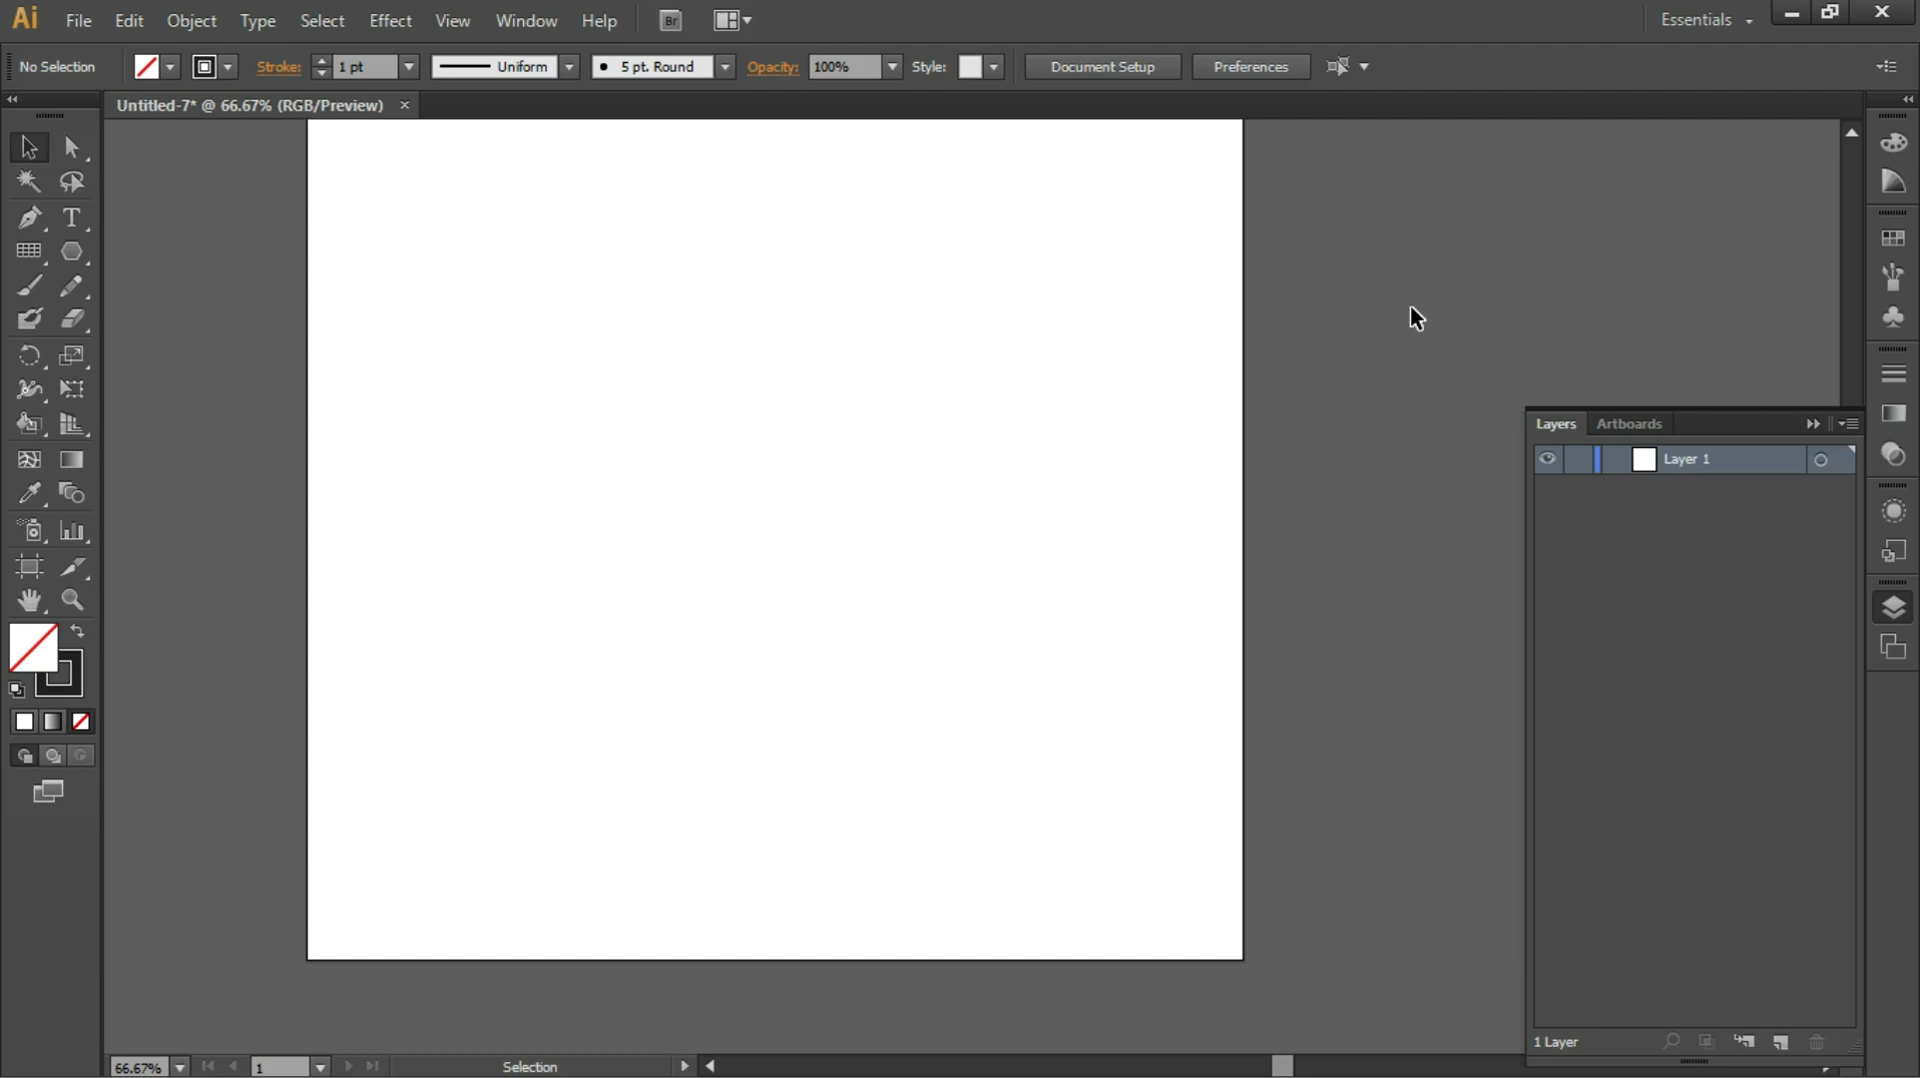 Ai File Edit Object Type Select Effect View Window Help Br Essentials
No Selection Stroke: 1 pt Uniform 5 pt. Round Opacity: 100% Style: Document Setup Preferences
Untitled-7* @ 66.67% (RGB/Preview)
T
Layers Artboards
Layer 1
1 Layer
66.67% 1 Selection